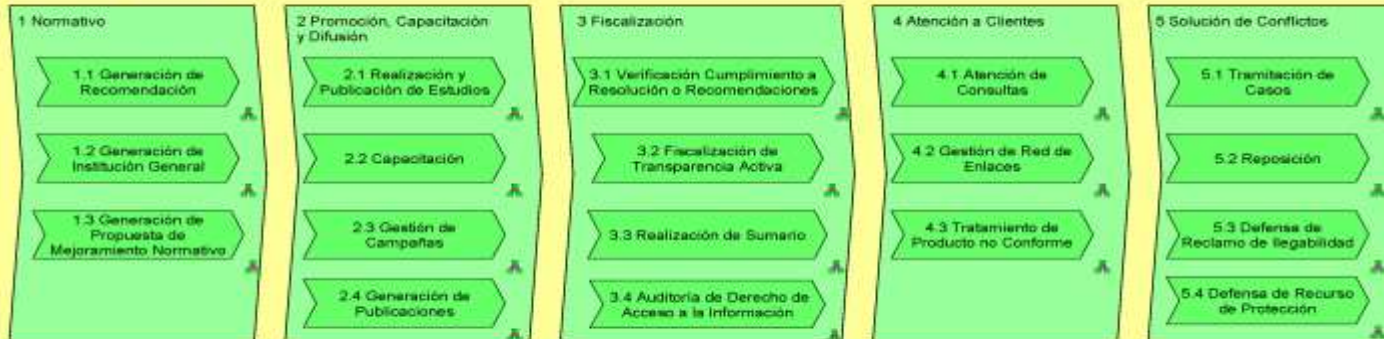 1 Normativo
1.1 Generación de
Recomendación
1.2 Generación de
Institución General
1.3 Generación de
Propuesta de
Mejoramiento Normativo
2 Promoción, Capacitación
y Difusión
2.1 Realización y
Publicación de Estudios
2.2 Capacitación
2.3 Gestión de
Campañas
2.4 Generación de
Publicaciones
3 Fiscalización
3.1 Verificación Cumplimiento a
Resolución o Recomendaciones
3.2 Fiscalización de
Transparencia Activa
3.3 Realización de Sumario
3.4 Auditoría de Derecho de
Acceso a la Información
4 Atención a Clientes
4.1 Atención de
Consultas
4.2 Gestión de Red de
Enlaces
4.3 Tratamiento de
Producto no Conforme
5 Solución de Conflictos
5.1 Tramitación de
Casos
5.2 Reposición
5.3 Defensa de
Reclamo de Ilegabilidad
5.4 Defensa de Recurso
de Protección